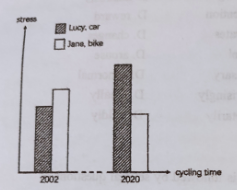 stress
Lucy, car
Jane, bike
cycling time
2002
2020